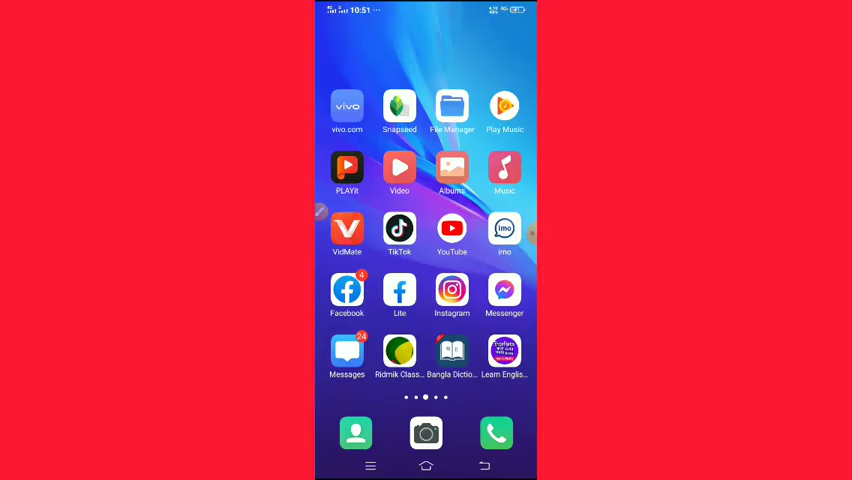 10:51
vivo
vivo.com
Snapseed
File Manager
Play Music
PLAYit
Video
Albums
Music
imo
VidMate
TikTok
YouTube
imo
4
Facebook
Lite
Instagram
Messenger
24
Messages
Ridmik Class...
Bangla Dictio...
Learn Englis...